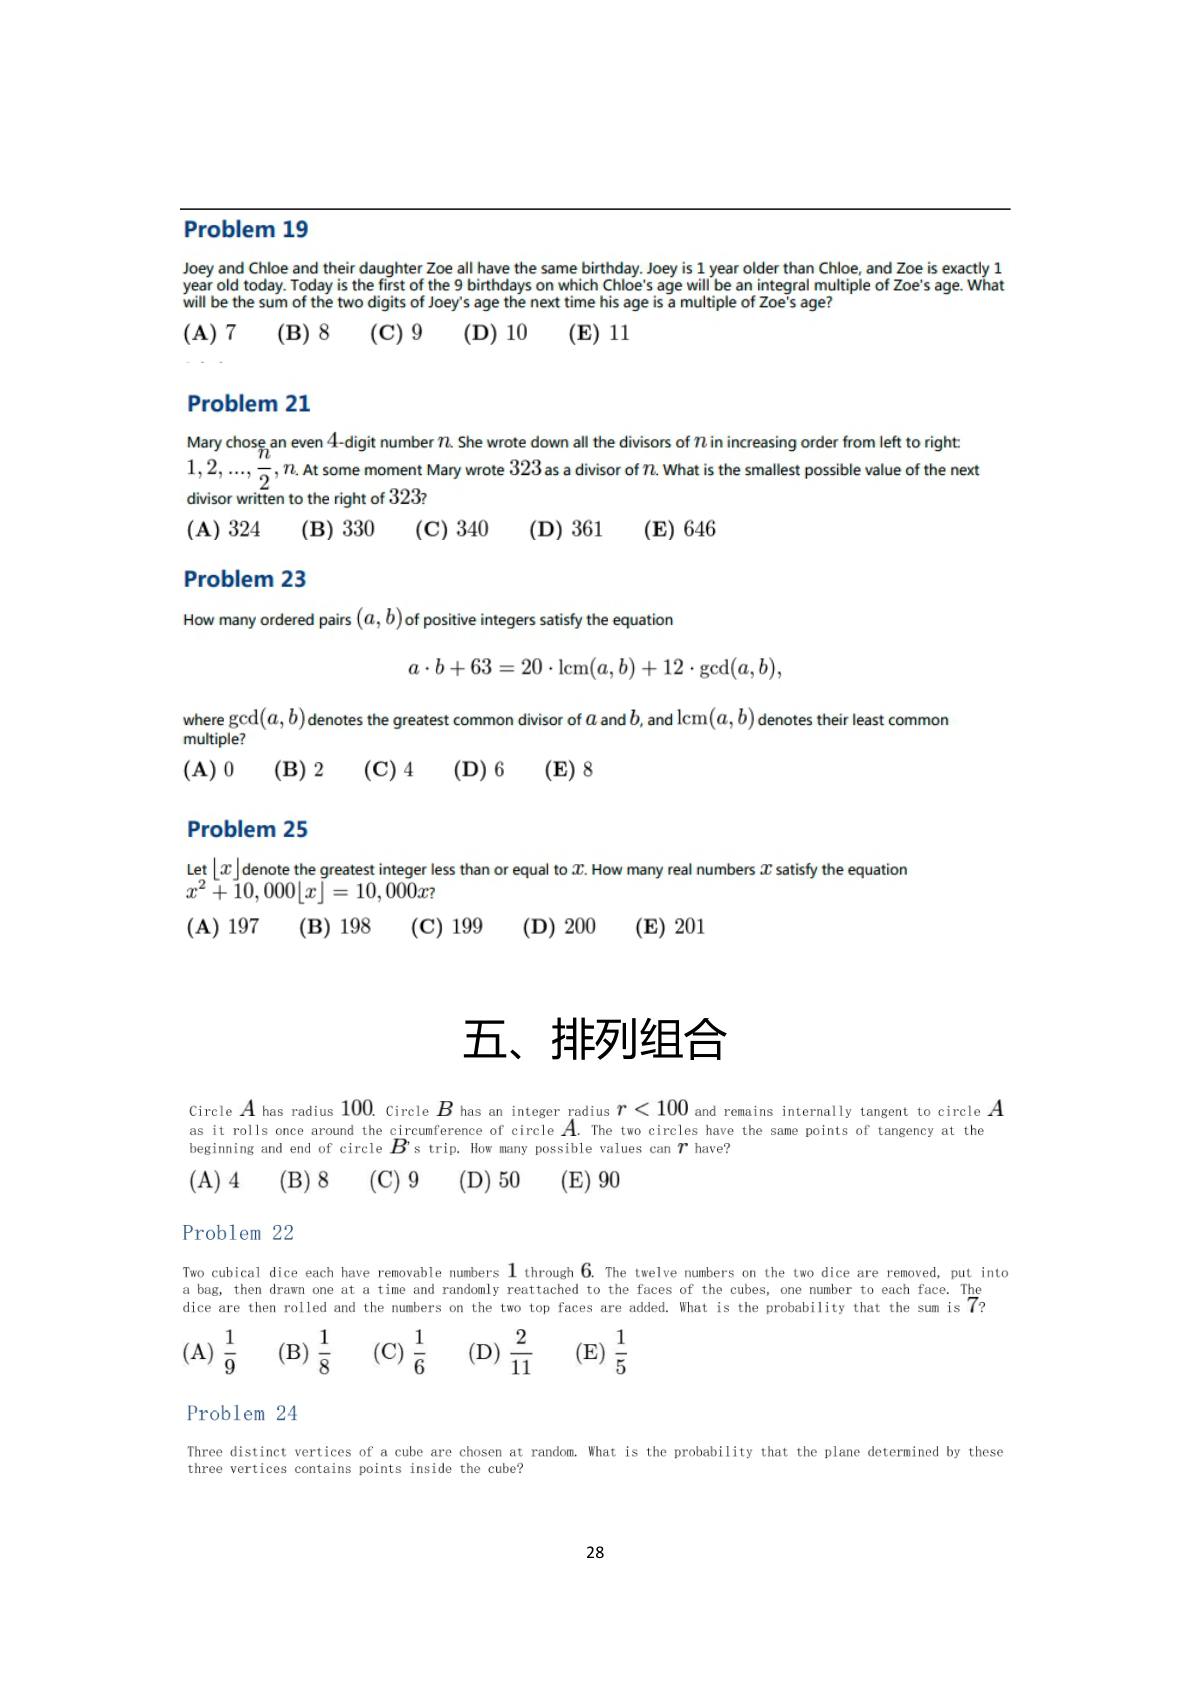 Problem 19
Joey and Chloe and their daughter Zoe all have the same birthday. Joey is 1 year older than Chloe, and Zoe is exactly 1
year old today. Today is the first of the 9 birthdays on which Chloe's age will be an integral multiple of Zoe's age. What
will be the sum of the two digits of Joey's age the next time his age is a multiple of Zoe's age?
(A) 7 (B) 8 (C) 9 (D) 10 (E) 11
Problem 21
Mary chose an even 4-digit number n. She wrote down all the divisors of n in increasing order from left to right:
1, 2, ..., n/2, n. At some moment Mary wrote 323 as a divisor of n. What is the smallest possible value of the next
divisor written to the right of 323?
(A) 324 (B) 330 (C) 340 (D) 361 (E) 646
Problem 23
How many ordered pairs (a, b) of positive integers satisfy the equation
a · b + 63 = 20 · lcm(a, b) + 12 · gcd(a, b),
where gcd(a, b) denotes the greatest common divisor of a and b, and lcm(a, b) denotes their least common
multiple?
(A) 0 (B) 2 (C) 4 (D) 6 (E) 8
Problem 25
Let ⌊x⌋ denote the greatest integer less than or equal to x. How many real numbers x satisfy the equation
x² + 10, 000⌊x⌋ = 10, 000x?
(A) 197 (B) 198 (C) 199 (D) 200 (E) 201
五、排列组合
Circle A has radius 100. Circle B has an integer radius r < 100 and remains internally tangent to circle A
as it rolls once around the circumference of circle A. The two circles have the same points of tangency at the
beginning and end of circle B's trip. How many possible values can r have?
(A) 4 (B) 8 (C) 9 (D) 50 (E) 90
Problem 22
Two cubical dice each have removable numbers 1 through 6. The twelve numbers on the two dice are removed, put into
a bag, then drawn one at a time and randomly reattached to the faces of the cubes, one number to each face. The
dice are then rolled and the numbers on the two top faces are added. What is the probability that the sum is 7?
(A) 1/9 (B) 1/8 (C) 1/6 (D) 2/11 (E) 1/5
Problem 24
Three distinct vertices of a cube are chosen at random. What is the probability that the plane determined by these
three vertices contains points inside the cube?
28